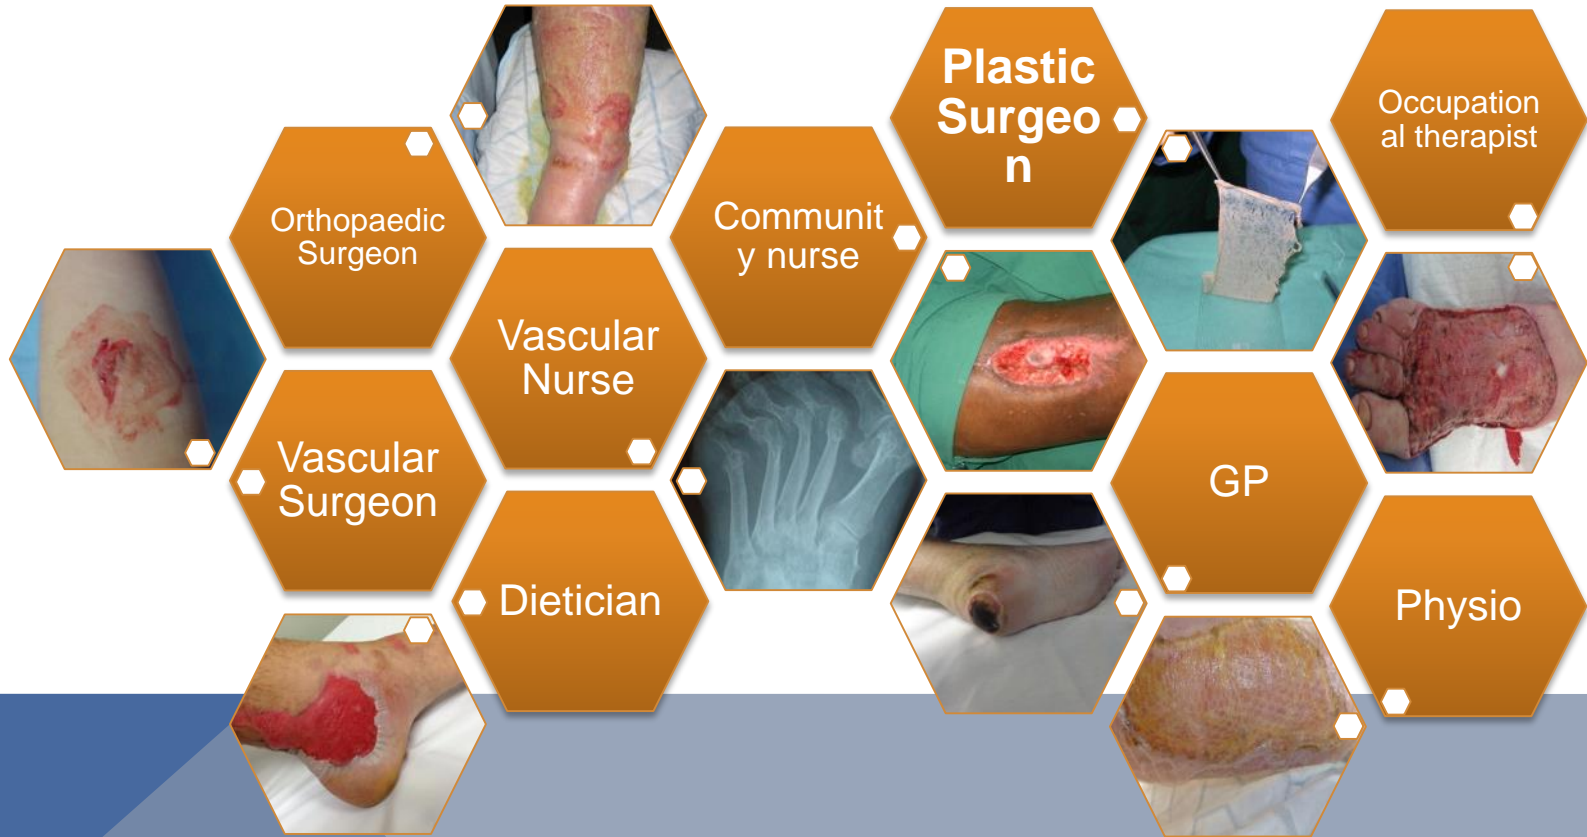 Plastic
Surgeo
n
Occupation
al therapist
Orthopaedic
Surgeon
Communit
y nurse
Vascular
Nurse
Vascular
Surgeon
GP
Dietician
Physio